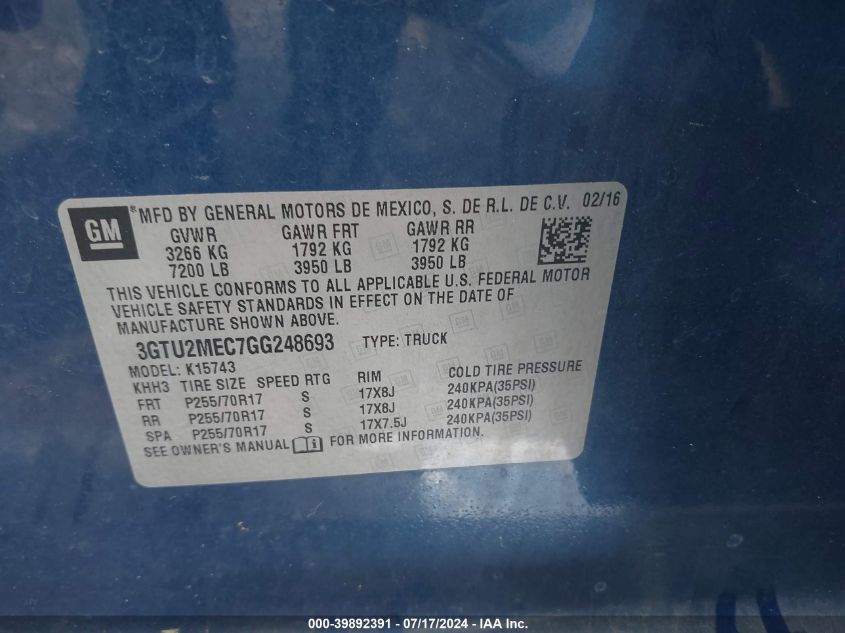 GM ® MFD BY GENERAL MOTORS DE MEXICO, S. DE R.L. DE C.V. 02/16
GVWR GAWR FRT GAWR RR
3266 KG 1792 KG 1792 KG
7200 LB 3950 LB 3950 LB
THIS VEHICLE CONFORMS TO ALL APPLICABLE U.S. FEDERAL MOTOR
VEHICLE SAFETY STANDARDS IN EFFECT ON THE DATE OF
MANUFACTURE SHOWN ABOVE.
3GTU2MEC7GG248693 TYPE: TRUCK
MODEL: K15743
KHH3 TIRE SIZE SPEED RTG RIM COLD TIRE PRESSURE
FRT P255/70R17 S 17X8J 240KPA(35PSI)
RR P255/70R17 S 17X8J 240KPA(35PSI)
SPA P255/70R17 S 17X7.5J 240KPA(35PSI)
SEE OWNER'S MANUAL FOR MORE INFORMATION.
000-39892391 - 07/17/2024 - IAA, Inc.